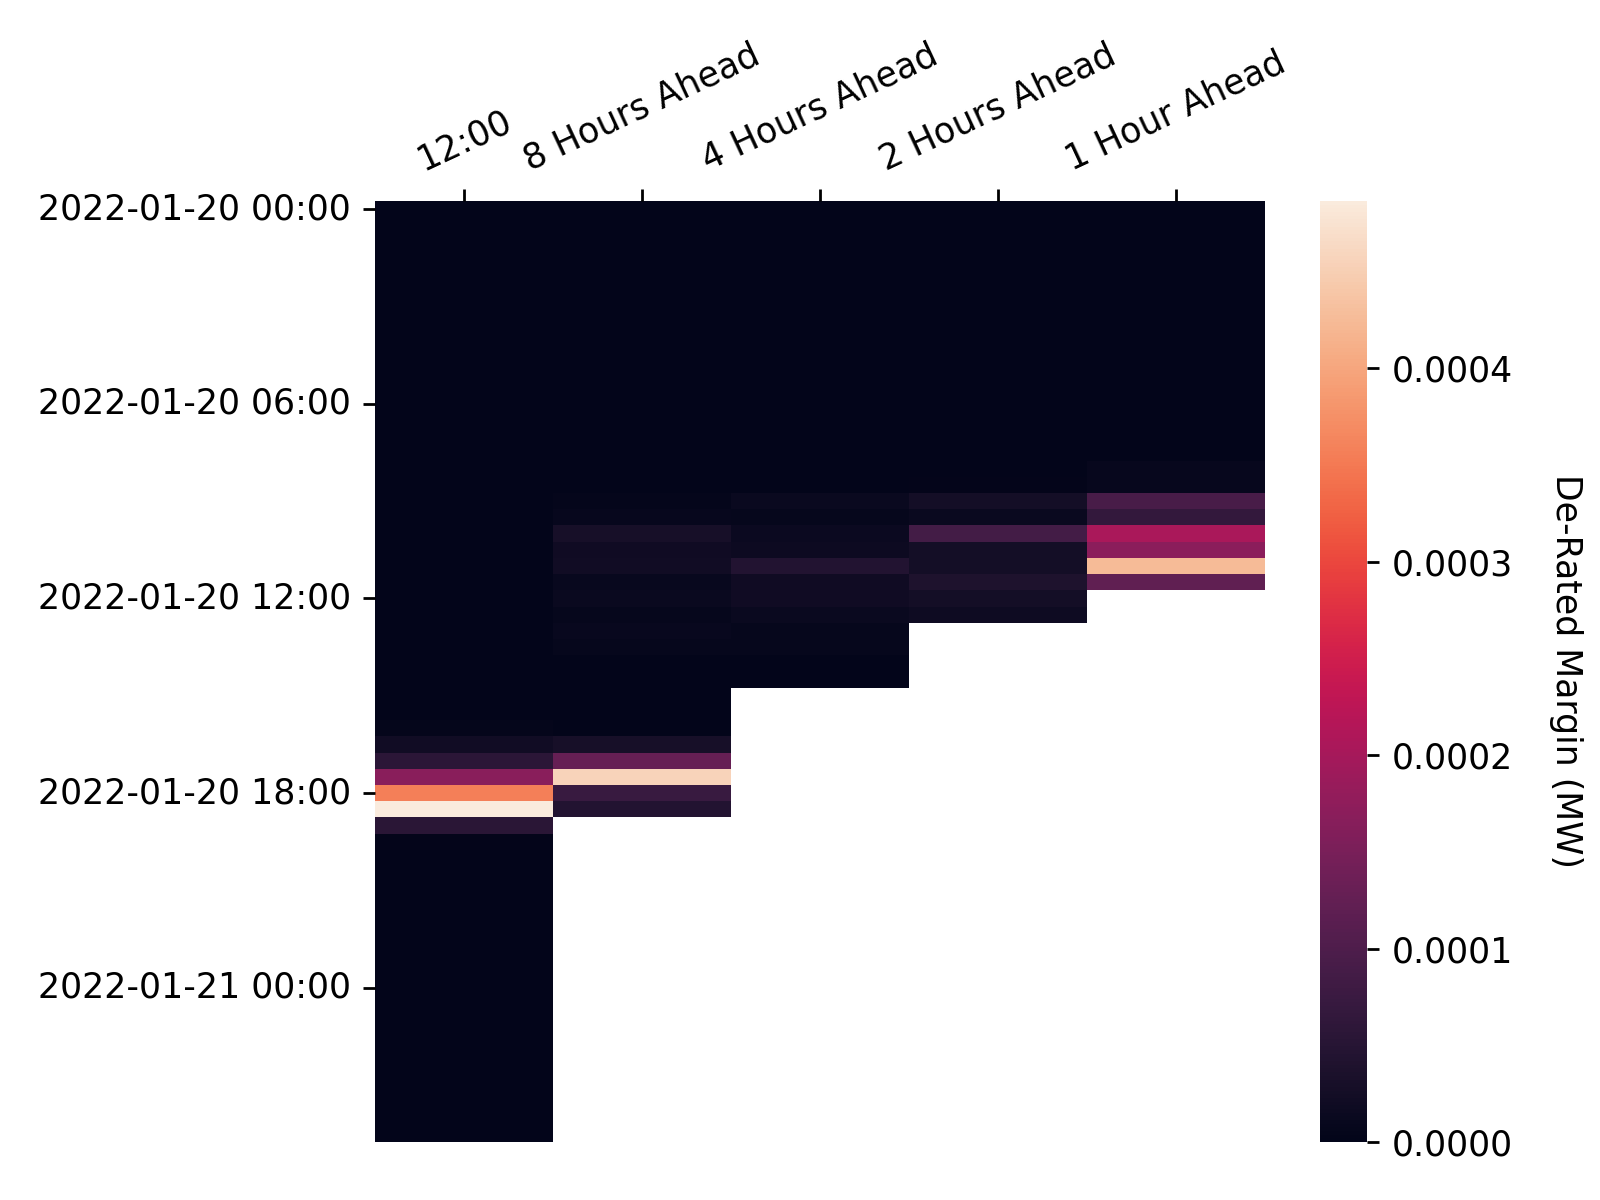 12:00
8 Hours Ahead
4 Hours Ahead
2 Hours Ahead
1 Hour Ahead
2022-01-20 00:00
2022-01-20 06:00
2022-01-20 12:00
2022-01-20 18:00
2022-01-21 00:00
0.0004
0.0003
0.0002
0.0001
0.0000
De-Rated Margin (MW)